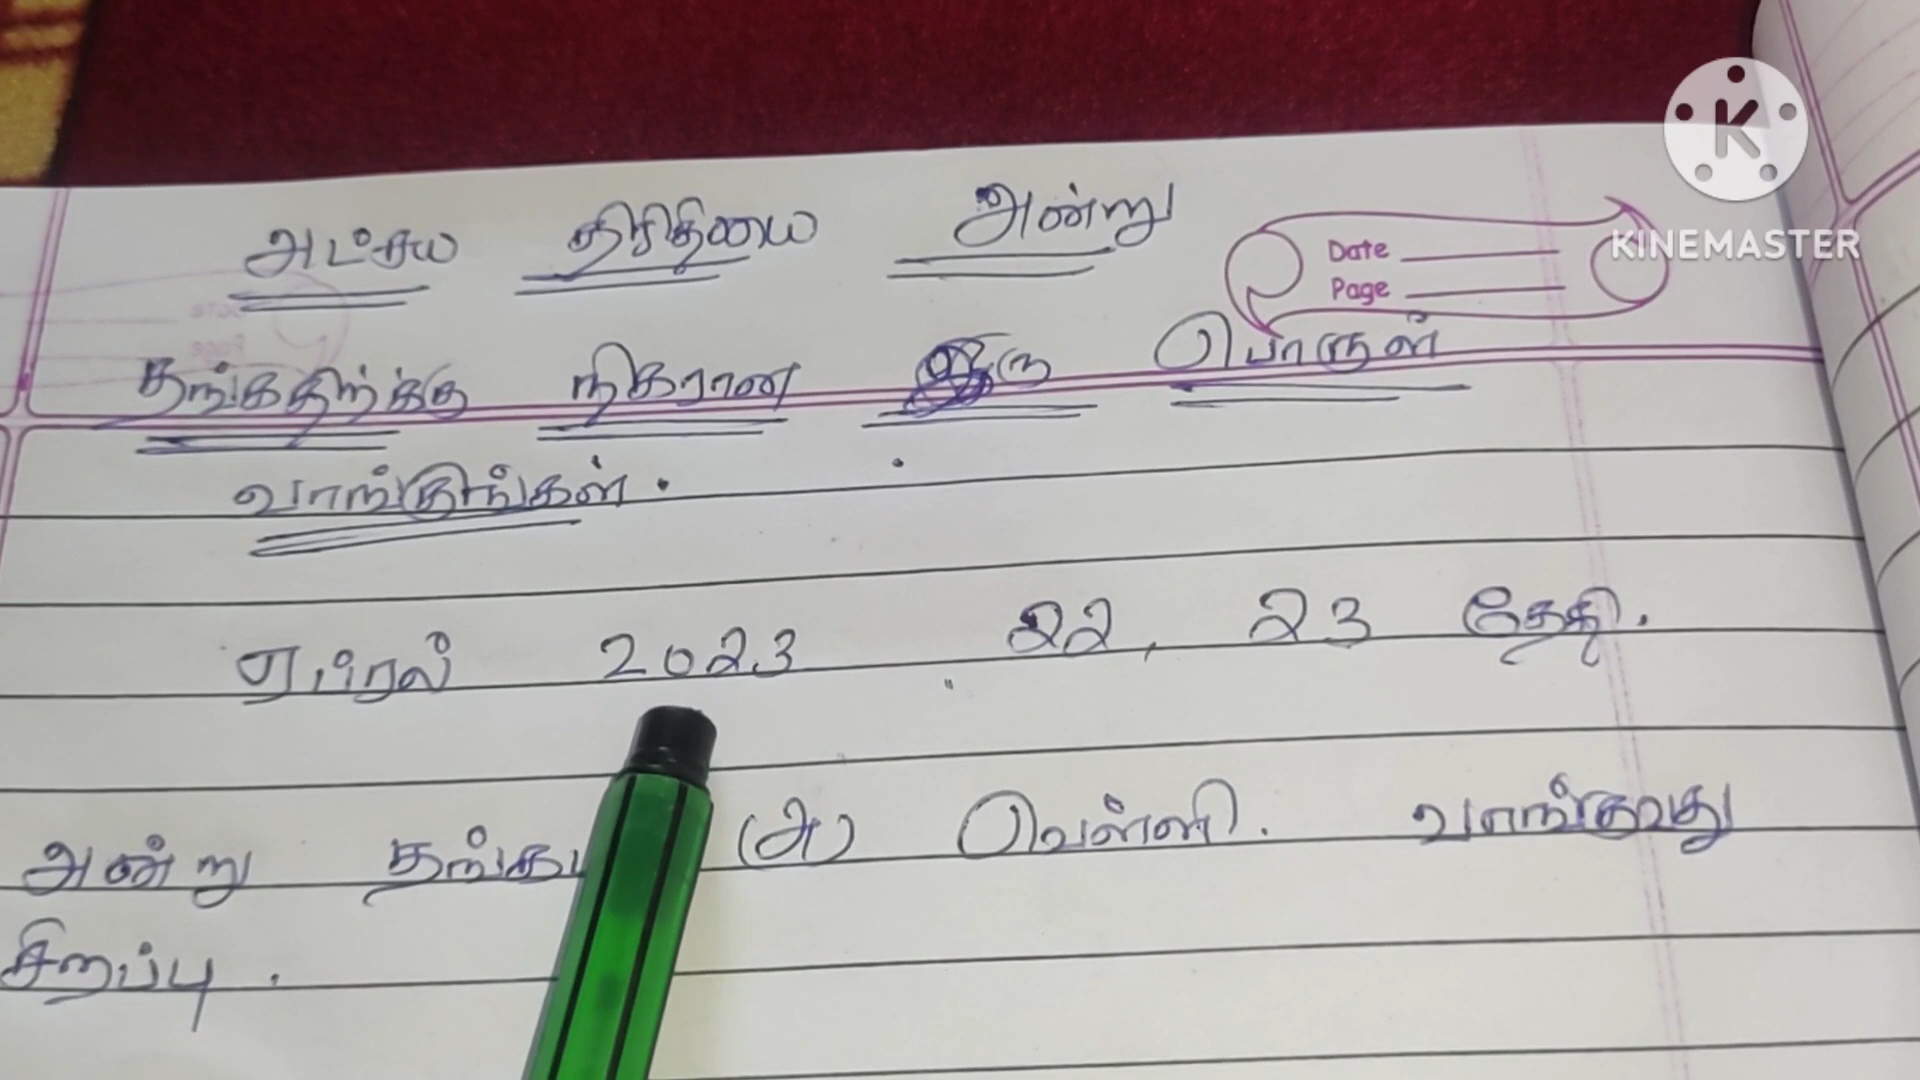 அட்சய திரிதியை அன்று
Date
Page
தங்கதிற்க்கு நிகரான ஒரு பொருள்
வாங்குங்கள்.
ஏப்ரல் 2023 22, 23 தேதி.
அன்று தங்க (அ) வெள்ளி. வாங்குவது
சிறப்பு.
K
KINEMASTER